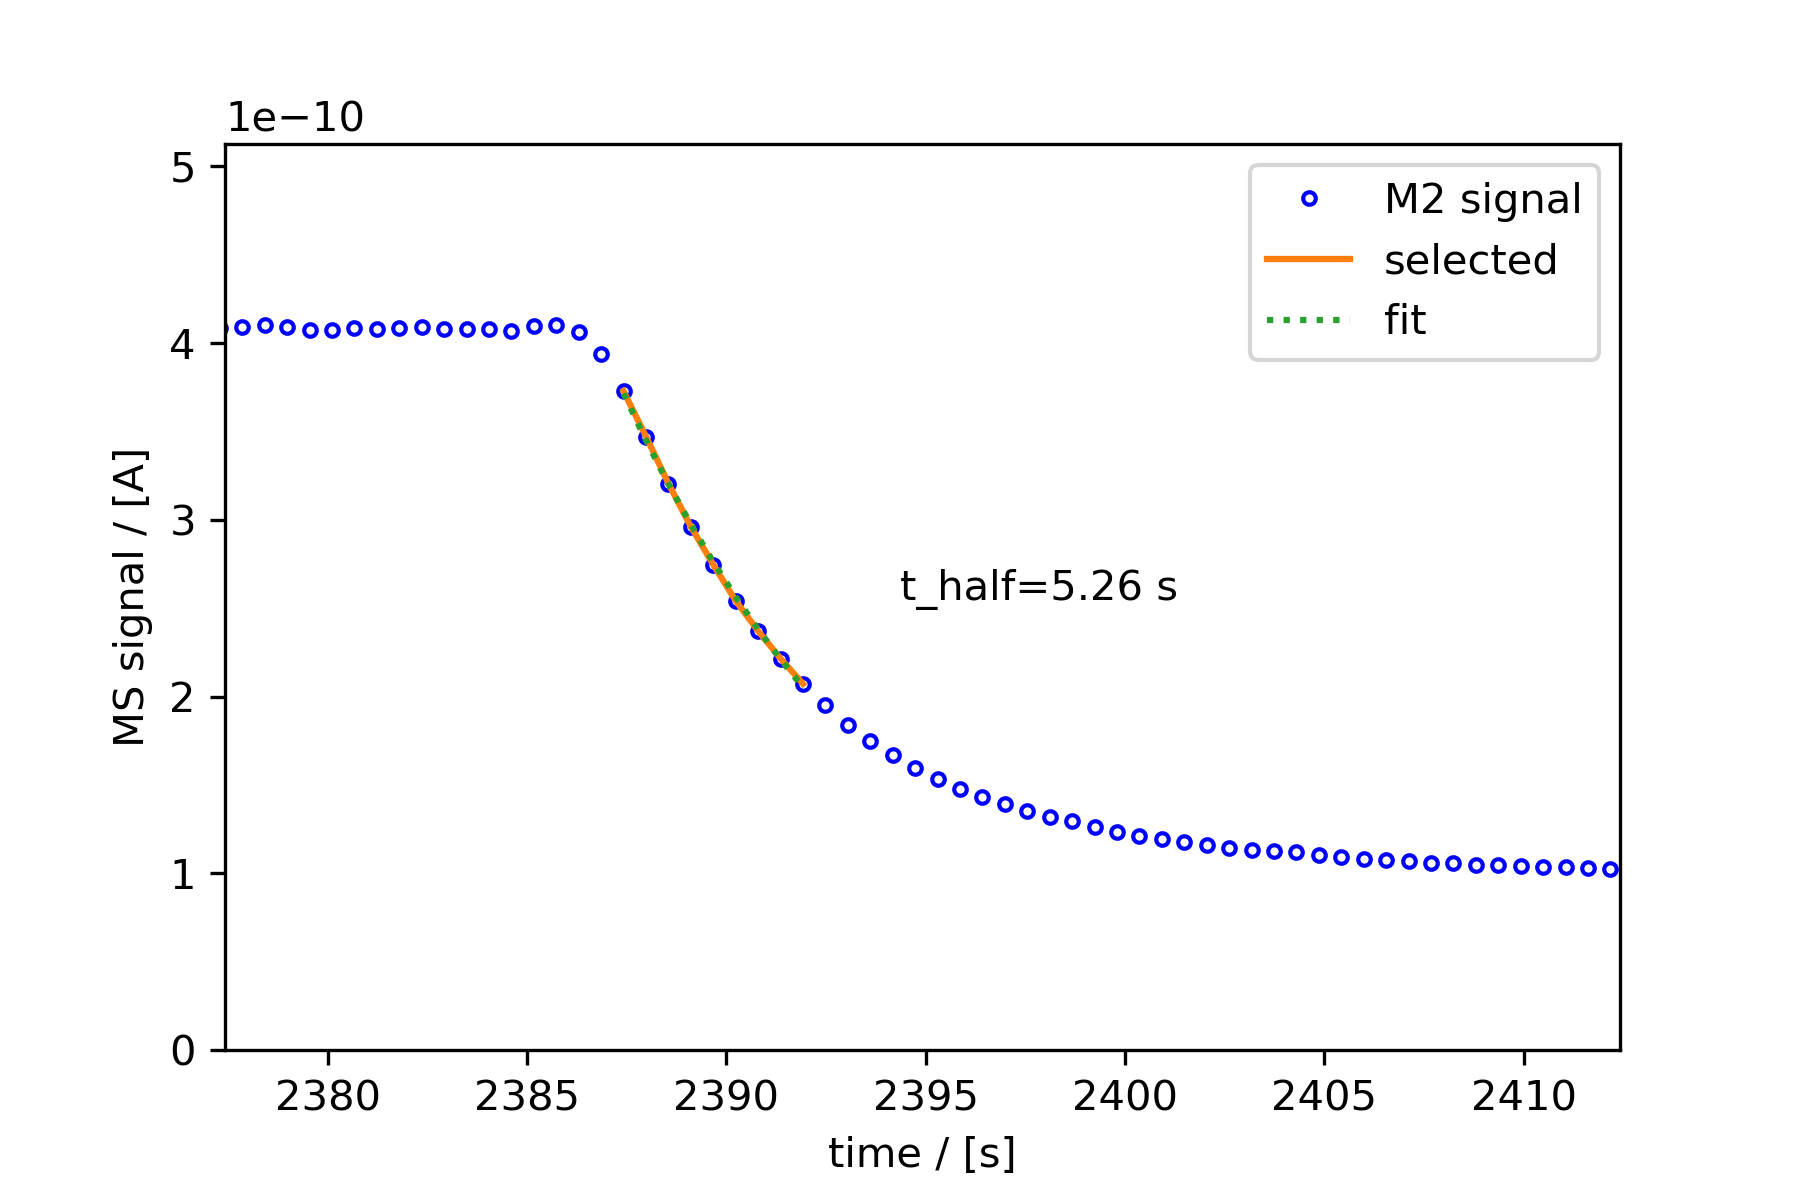 1e−10
5
4
3
2
1
0
MS signal / [A]
M2 signal
selected
fit
t_half=5.26 s
2380 2385 2390 2395 2400 2405 2410
time / [s]